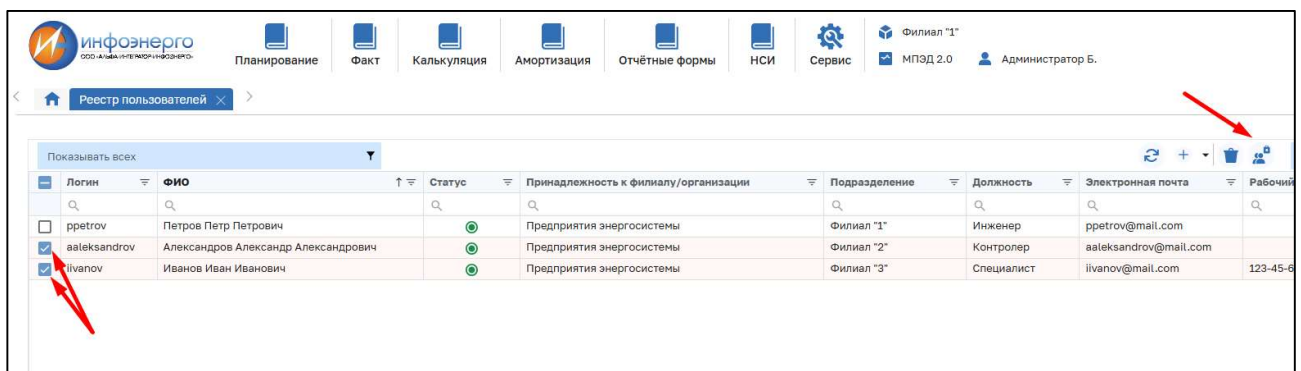 инфоэнерго
ООО «АЛЬФА-ИНТЕГРАТОР-ИНФОЭНЕРГО»
Планирование
Факт
Калькуляция
Амортизация
Отчётные формы
НСИ
Сервис
Филиал "1"
МПЭД 2.0
Администратор Б.
Реестр пользователей
Показывать всех
Логин ФИО Статус Принадлежность к филиалу/организации Подразделение Должность Электронная почта Рабочий
ppetrov Петров Петр Петрович Предприятия энергосистемы Филиал "1" Инженер ppetrov@mail.com
aaleksandrov Александров Александр Александрович Предприятия энергосистемы Филиал "2" Контролер aaleksandrov@mail.com
iivanov Иванов Иван Иванович Предприятия энергосистемы Филиал "3" Специалист iivanov@mail.com 123-45-6